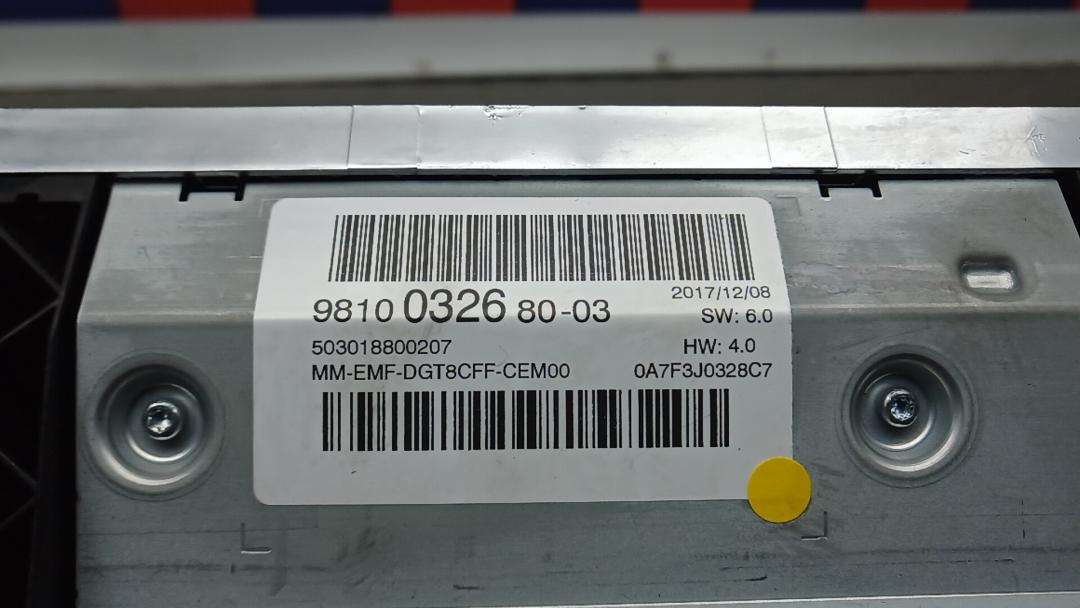 9810 0326 80-03
2017/12/08
SW: 6.0
503018800207
HW: 4.0
MM-EMF-DGT8CFF-CEM00
0A7F3J0328C7